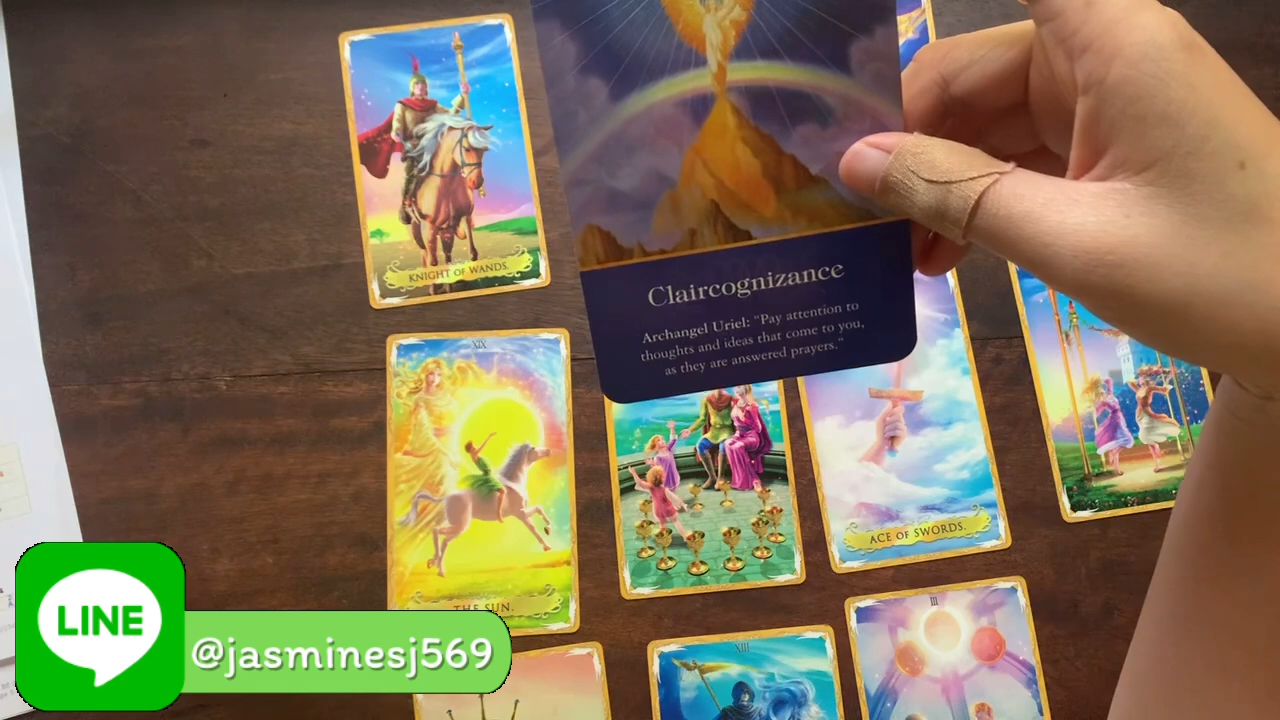 KNIGHT OF WANDS.
Claircognizance
Archangel Uriel: “Pay attention to
thoughts and ideas that come to you,
as they are answered prayers.”
XIX
THE SUN.
ACE OF SWORDS.
XIII
III
LINE
@jasminesj569